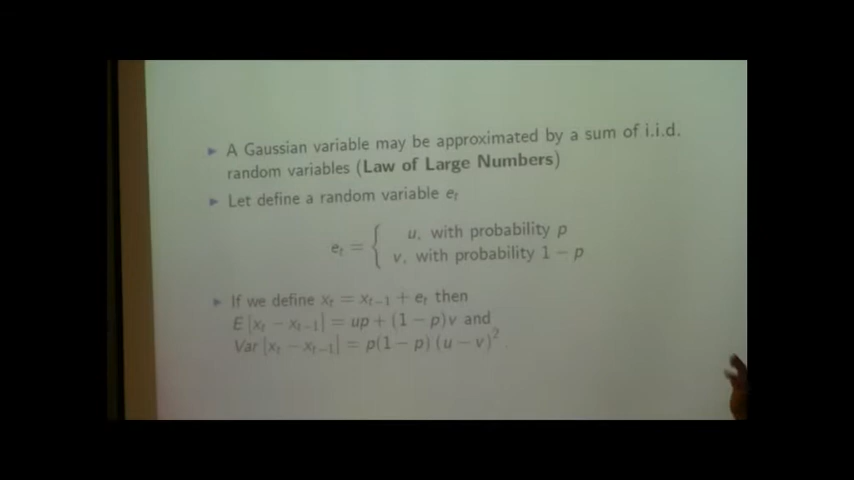 ▶ A Gaussian variable may be approximated by a sum of i.i.d.
random variables (Law of Large Numbers)
▶ Let define a random variable e_t
e_t = { u, with probability p
v, with probability 1 − p
▶ If we define x_t = x_{t−1} + e_t then
E [x_t − x_{t−1}] = up + (1 − p)v and
Var [x_t − x_{t−1}] = p(1 − p) (u − v)^2 .